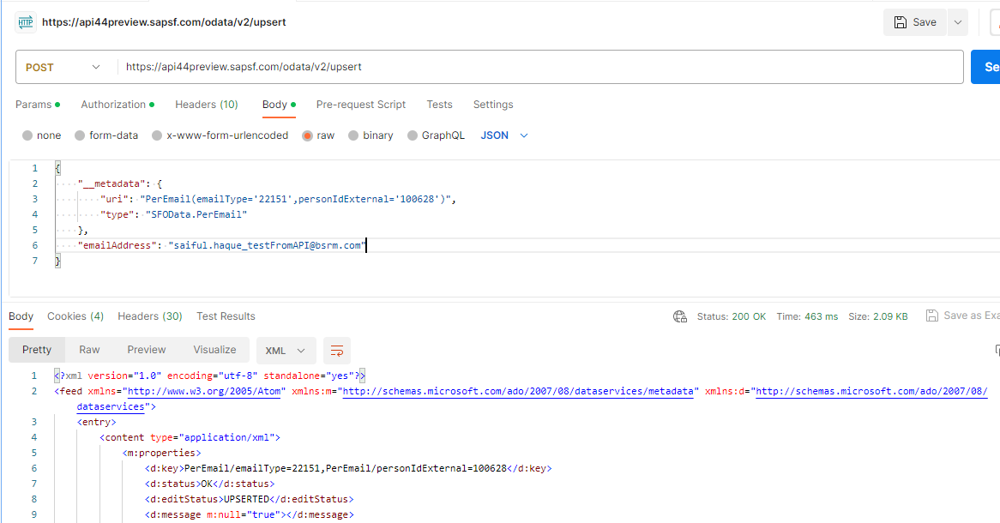 HTTP https://api44preview.sapsf.com/odata/v2/upsert Save
POST https://api44preview.sapsf.com/odata/v2/upsert Se
Params Authorization Headers (10) Body Pre-request Script Tests Settings
none form-data x-www-form-urlencoded raw binary GraphQL JSON
1 {
2 "__metadata": {
3 "uri": "PerEmail(emailType='22151',personIdExternal='100628')",
4 "type": "SFOData.PerEmail"
5 },
6 "emailAddress": "saiful.haque_testFromAPI@bsrm.com"
7 }
Body Cookies (4) Headers (30) Test Results Status: 200 OK Time: 463 ms Size: 2.09 KB Save as Exa
Pretty Raw Preview Visualize XML
1 <?xml version="1.0" encoding="utf-8" standalone="yes"?>
2 <feed xmlns="http://www.w3.org/2005/Atom" xmlns:m="http://schemas.microsoft.com/ado/2007/08/dataservices/metadata" xmlns:d="http://schemas.microsoft.com/ado/2007/08/
dataservices">
3 <entry>
4 <content type="application/xml">
5 <m:properties>
6 <d:key>PerEmail/emailType=22151,PerEmail/personIdExternal=100628</d:key>
7 <d:status>OK</d:status>
8 <d:editStatus>UPSERTED</d:editStatus>
9 <d:message m:null="true"></d:message>